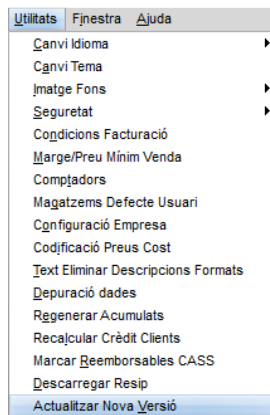 Utilitats Finestra Ajuda
Canvi Idioma
Canvi Tema
Imatge Fons
Seguretat
Condicions Facturació
Marge/Preu Mínim Venda
Comptadors
Magatzems Defecte Usuari
Configuració Empresa
Codificació Preus Cost
Text Eliminar Descripcions Formats
Depuració dades
Regenerar Acumulats
Recalcular Crèdit Clients
Marcar Reemborsables CASS
Descarregar Resip
Actualitzar Nova Versió